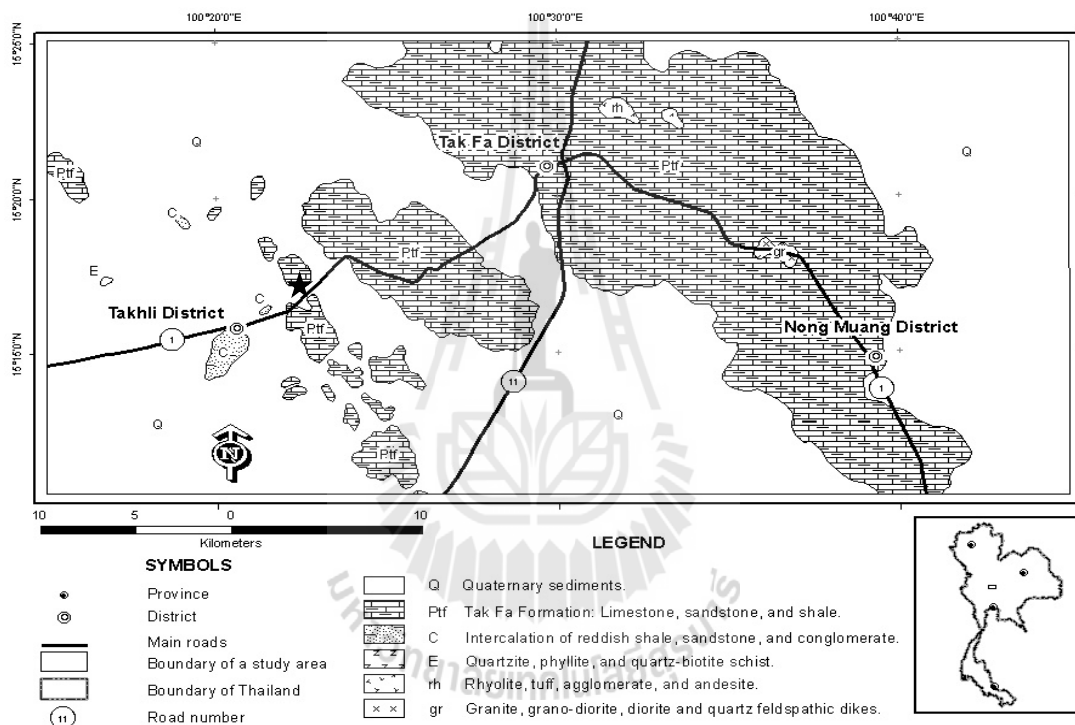 100°20'0"E 100°30'0"E 100°40'0"E
15°25'0"N
Q
rh
Tak Fa District
Ptf
Q
Ptf
15°20'0"N
C
Ptf
E
gr
C
Takhli District
Ptf
Nong Muang District
1
C
15°15'0"N
11
1
Q
Q
N
Ptf
10 5 0 10
Kilometers
SYMBOLS
Province
District
Main roads
Boundary of a study area
Boundary of Thailand
11 Road number
LEGEND
Q Quaternary sediments.
Ptf Tak Fa Formation: Limestone, sandstone, and shale.
C Intercalation of reddish shale, sandstone, and conglomerate.
E Quartzite, phyllite, and quartz-biotite schist.
rh Rhyolite, tuff, agglomerate, and andesite.
gr Granite, grano-diorite, diorite and quartz feldspathic dikes.